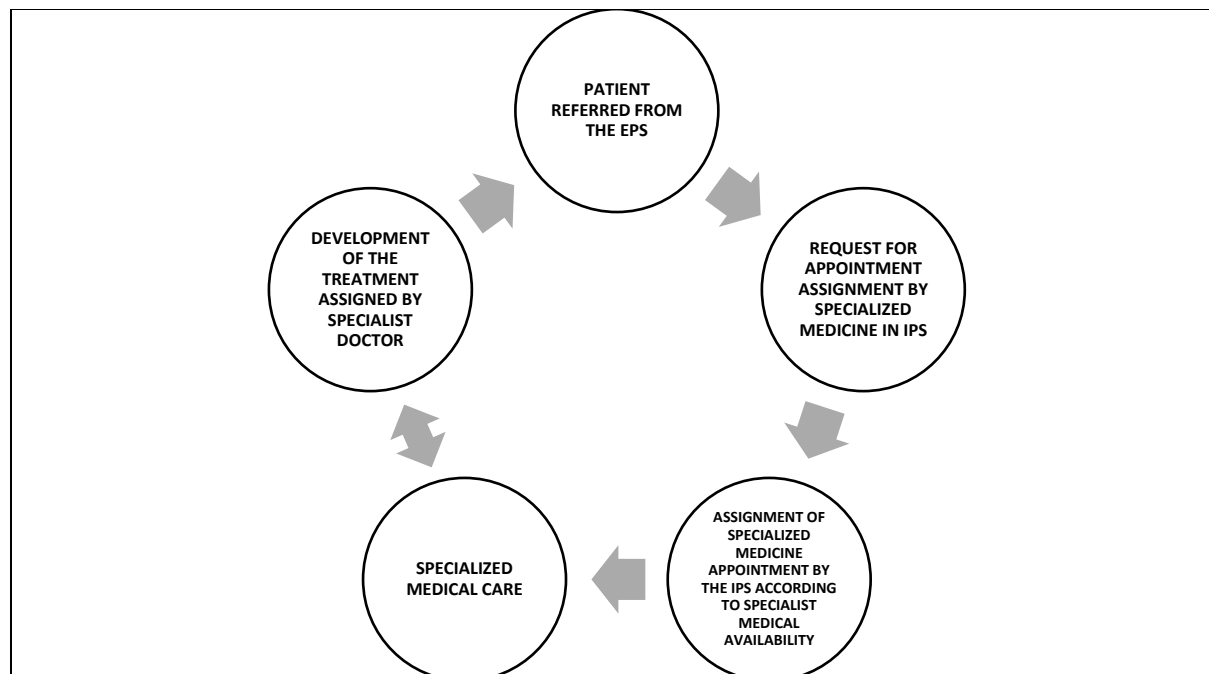 PATIENT
REFERRED FROM
THE EPS
REQUEST FOR
APPOINTMENT
ASSIGNMENT BY
SPECIALIZED
MEDICINE IN IPS
ASSIGNMENT OF
SPECIALIZED
MEDICINE
APPOINTMENT BY
THE IPS ACCORDING
TO SPECIALIST
MEDICAL
AVAILABILITY
SPECIALIZED
MEDICAL CARE
DEVELOPMENT
OF THE
TREATMENT
ASSIGNED BY
SPECIALIST
DOCTOR